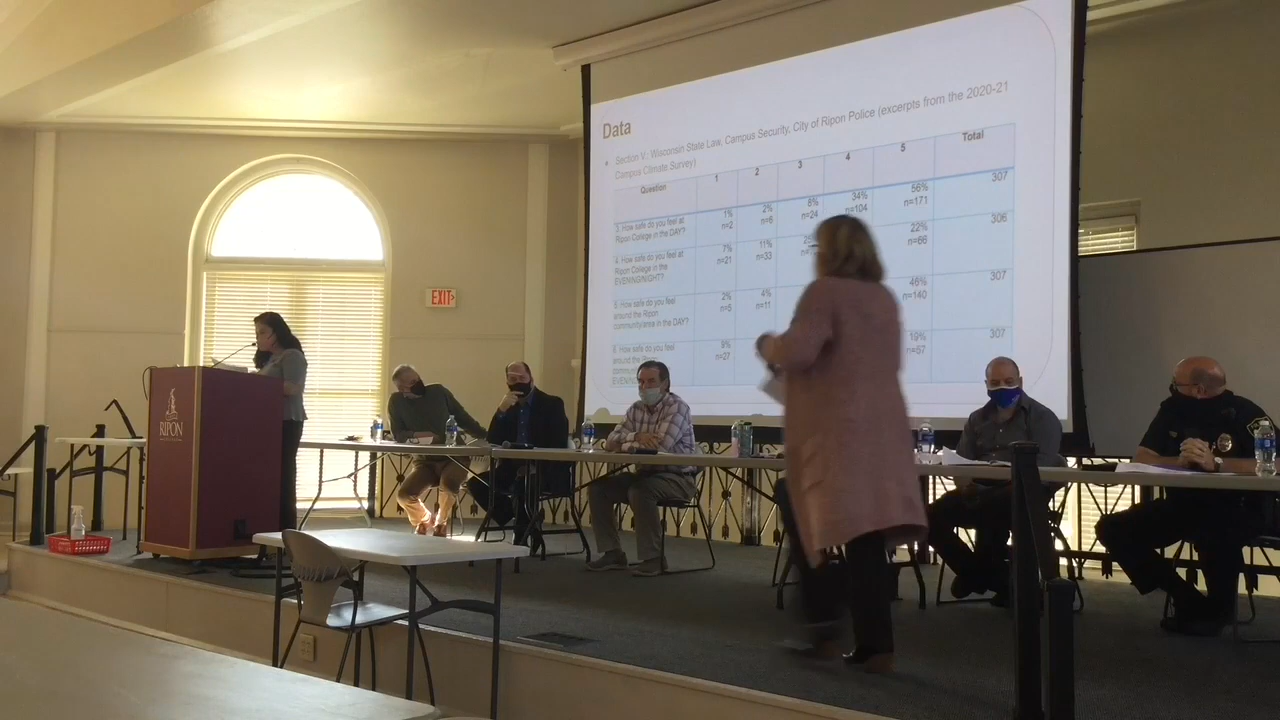 Data
• Section V.: Wisconsin State Law, Campus Security, City of Ripon Police (excerpts from the 2020-21
Campus Climate Survey)
Question 1 2 3 4 5 Total
3. How safe do you feel at
Ripon College in the DAY?
1%
n=2
2%
n=6
8%
n=24
34%
n=104
56%
n=171
307
4. How safe do you feel at
Ripon College in the
EVENING/NIGHT?
7%
n=21
11%
n=33
22%
n=66
306
5. How safe do you feel
around the Ripon
community/area in the DAY?
2%
n=5
4%
n=11
46%
n=140
307
6. How safe do you feel
around the
9%
n=27
19%
n=57
307
EXIT
RIPON